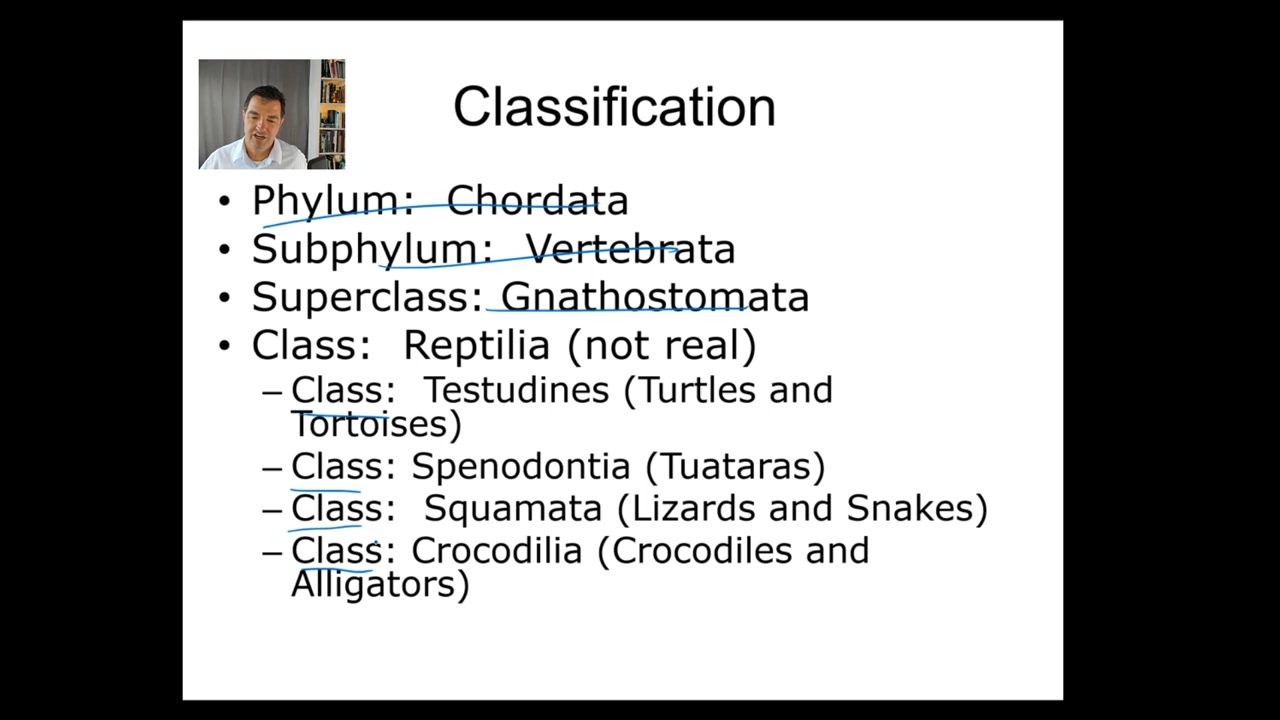 Classification
• Phylum: Chordata
• Subphylum: Vertebrata
• Superclass: Gnathostomata
• Class: Reptilia (not real)
– Class: Testudines (Turtles and
Tortoises)
– Class: Spenodontia (Tuataras)
– Class: Squamata (Lizards and Snakes)
– Class: Crocodilia (Crocodiles and
Alligators)